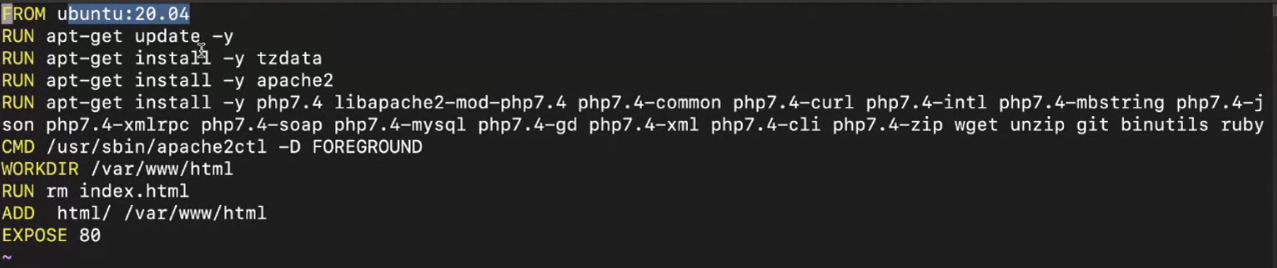 FROM ubuntu:20.04
RUN apt-get update -y
RUN apt-get install -y tzdata
RUN apt-get install -y apache2
RUN apt-get install -y php7.4 libapache2-mod-php7.4 php7.4-common php7.4-curl php7.4-intl php7.4-mbstring php7.4-j
son php7.4-xmlrpc php7.4-soap php7.4-mysql php7.4-gd php7.4-xml php7.4-cli php7.4-zip wget unzip git binutils ruby
CMD /usr/sbin/apache2ctl -D FOREGROUND
WORKDIR /var/www/html
RUN rm index.html
ADD  html/ /var/www/html
EXPOSE 80
~